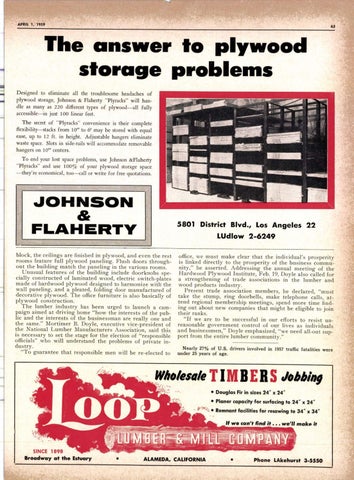 APRIL 1, 1959
63
The answer to plywood
storage problems
Designed to eliminate all the troublesome headaches of
plywood storage, Johnson & Flaherty "Plyracks" will han-
dle as many as 220 different types of plywood—all fully
accessible—in just 100 linear feet.
The secret of "Plyracks" convenience is their complete
flexibility—stacks from 10" to 6' may be stored with equal
ease, up to 12 ft. in height. Adjustable hangers eliminate
waste space. Slots in side-rails will accommodate removable
hangers on 10" centers.
To end your lost space problems, use Johnson & Flaherty
"Plyracks" and use 100% of your plywood storage space
—they're economical, too—call or write for free quotations.
JOHNSON
&
FLAHERTY
5801 District Blvd., Los Angeles 22
LUdlow 2-6249
block, the ceilings are finished in plywood, and even the rest
rooms feature full plywood paneling. Flush doors through-
out the building match the paneling in the various rooms.
Unusual features of the building include doorknobs spe-
cially constructed of laminated wood, electric switch-plates
made of hardwood plywood designed to harmonize with the
wall paneling, and a pleated, folding door manufactured of
decorative plywood. The office furniture is also basically of
plywood construction.
The lumber industry has been urged to launch a cam-
paign aimed at driving home "how the interests of the pub-
lic and the interests of the businessman are really one and
the same." Mortimer B. Doyle, executive vice-president of
the National Lumber Manufacturers Association, said this
is necessary to set the stage for the election of "responsible
officials" who will understand the problems of private in-
dustry.
"To guarantee that responsible men will be re-elected to
office, we must make clear that the individual's prosperity
is linked directly to the prosperity of the business commu-
nity," he asserted. Addressing the annual meeting of the
Hardwood Plywood Institute, Feb. 19, Doyle also called for
a strengthening of trade associations in the lumber and
wood products industry.
Present trade association members, he declared, "must
take the stump, ring doorbells, make telephone calls, at-
tend regional membership meetings, spend more time find-
ing out about new companies that might be eligible to join
their ranks.
"If we are to be successful in our efforts to resist un-
reasonable government control of our lives as individuals
and businessmen," Doyle emphasized, "we need all-out sup-
port from the entire lumber community."
Nearly 27% of U.S. drivers involved in 1957 traffic fatalities were
under 25 years of age.
Wholesale TIMBERS Jobbing
• Douglas Fir in sizes 24" x 24"
• Planer capacity for surfacing to 24" x 24"
• Remnant facilities for resawing to 34" x 34"
If we can't find it . . . we'll make it
LOOP
LUMBER & MILL COMPANY
SINCE 1898
Broadway at the Estuary • ALAMEDA, CALIFORNIA • Phone LAkehurst 3-5550